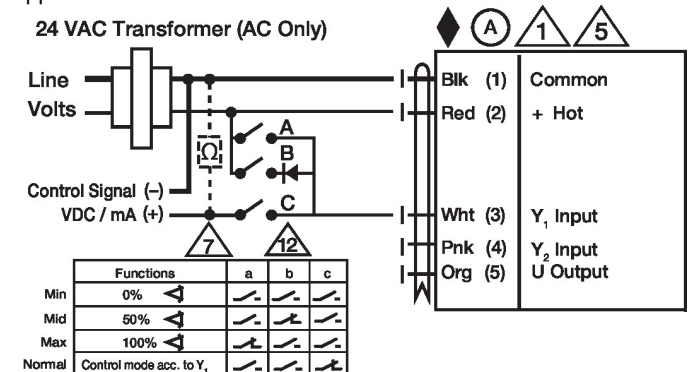 24 VAC Transformer (AC Only)
A 1 5
Line
Volts
Blk (1) Common
Red (2) + Hot
A
B
C
Ω
Control Signal (–)
VDC / mA (+)
Wht (3) Y1 Input
Pnk (4) Y2 Input
Org (5) U Output
7 12
Functions a b c
Min 0%
Mid 50%
Max 100%
Normal Control mode acc. to Y1